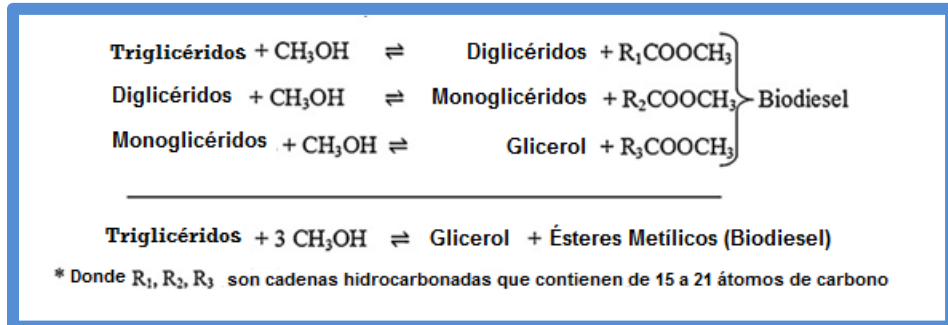 Triglicéridos + CH₃OH ⇌ Diglicéridos + R₁COOCH₃
Diglicéridos + CH₃OH ⇌ Monoglicéridos + R₂COOCH₃ Biodiesel
Monoglicéridos + CH₃OH ⇌ Glicerol + R₃COOCH₃
Triglicéridos + 3 CH₃OH ⇌ Glicerol + Ésteres Metílicos (Biodiesel)
* Donde R₁, R₂, R₃ son cadenas hidrocarbonadas que contienen de 15 a 21 átomos de carbono